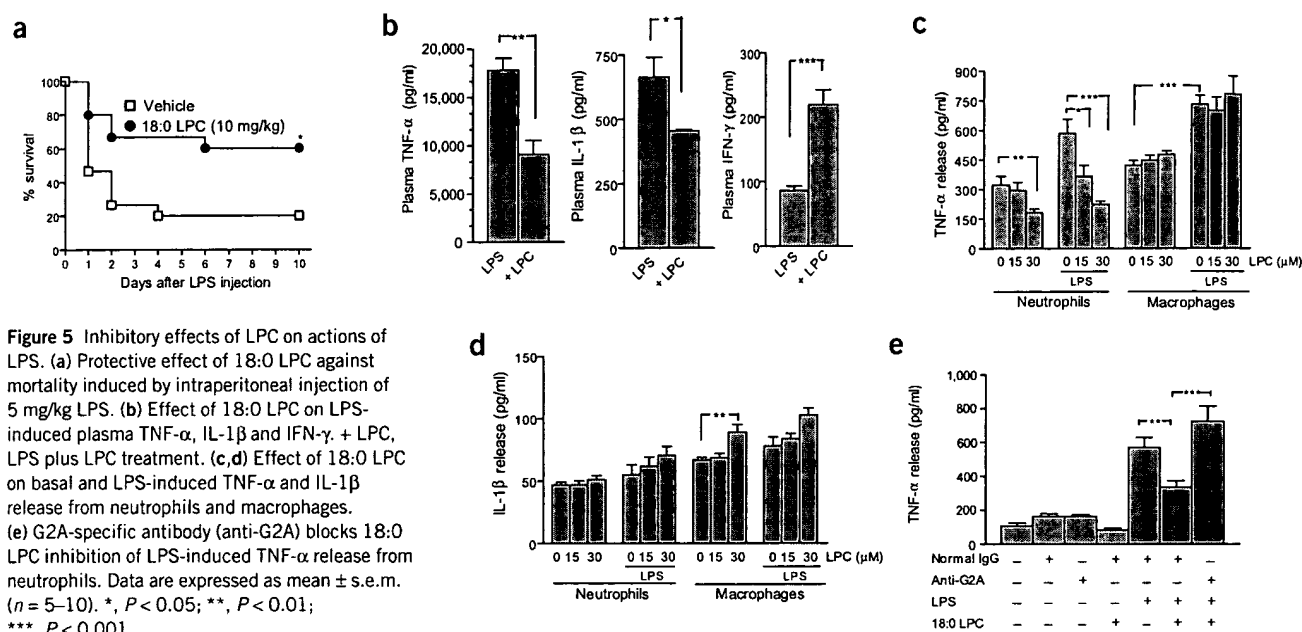 a
100
80
60
40
20
0
% survival
□ Vehicle
● 18:0 LPC (10 mg/kg)
*
0 1 2 3 4 5 6 7 8 9 10
Days after LPS injection
b
20,000
15,000
10,000
5,000
0
Plasma TNF-α (pg/ml)
**
LPS
+ LPC
750
500
250
0
Plasma IL-1 β (pg/ml)
*
LPS
+ LPC
300
200
100
0
Plasma IFN-γ (pg/ml)
***
LPS
+ LPC
c
900
750
600
450
300
150
TNF-α release (pg/ml)
**
***
*
***
0 15 30 0 15 30 0 15 30 0 15 30 LPC (μM)
LPS LPS
Neutrophils Macrophages
Figure 5 Inhibitory effects of LPC on actions of
LPS. (a) Protective effect of 18:0 LPC against
mortality induced by intraperitoneal injection of
5 mg/kg LPS. (b) Effect of 18:0 LPC on LPS-
induced plasma TNF-α, IL-1β and IFN-γ. + LPC,
LPS plus LPC treatment. (c,d) Effect of 18:0 LPC
on basal and LPS-induced TNF-α and IL-1β
release from neutrophils and macrophages.
(e) G2A-specific antibody (anti-G2A) blocks 18:0
LPC inhibition of LPS-induced TNF-α release from
neutrophils. Data are expressed as mean ± s.e.m.
(n = 5–10). *, P < 0.05; **, P < 0.01;
***, P < 0.001
d
150
100
50
0
IL-1β release (pg/ml)
**
0 15 30 0 15 30 0 15 30 0 15 30 LPC (μM)
LPS LPS
Neutrophils Macrophages
e
1,000
800
600
400
200
0
TNF-α release (pg/ml)
***
***
Normal IgG – + – + + + –
Anti-G2A – – + – – – +
LPS – – – – + + +
18:0 LPC – – – + – + +